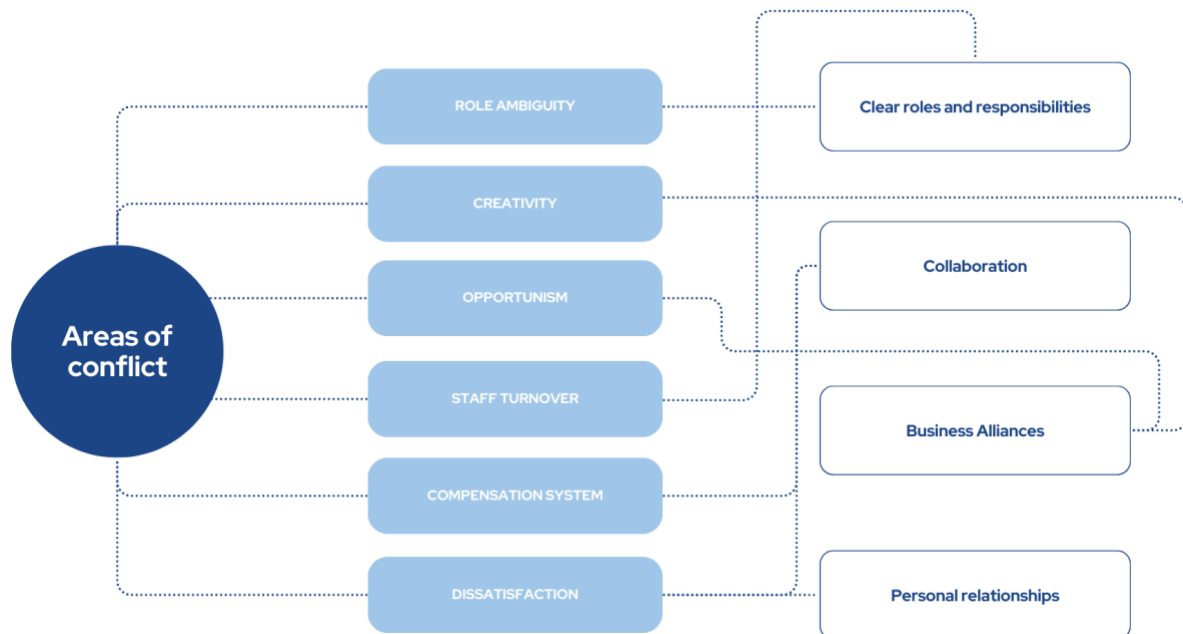 Areas of
conflict
ROLE AMBIGUITY
CREATIVITY
OPPORTUNISM
STAFF TURNOVER
COMPENSATION SYSTEM
DISSATISFACTION
Clear roles and responsibilities
Collaboration
Business Alliances
Personal relationships